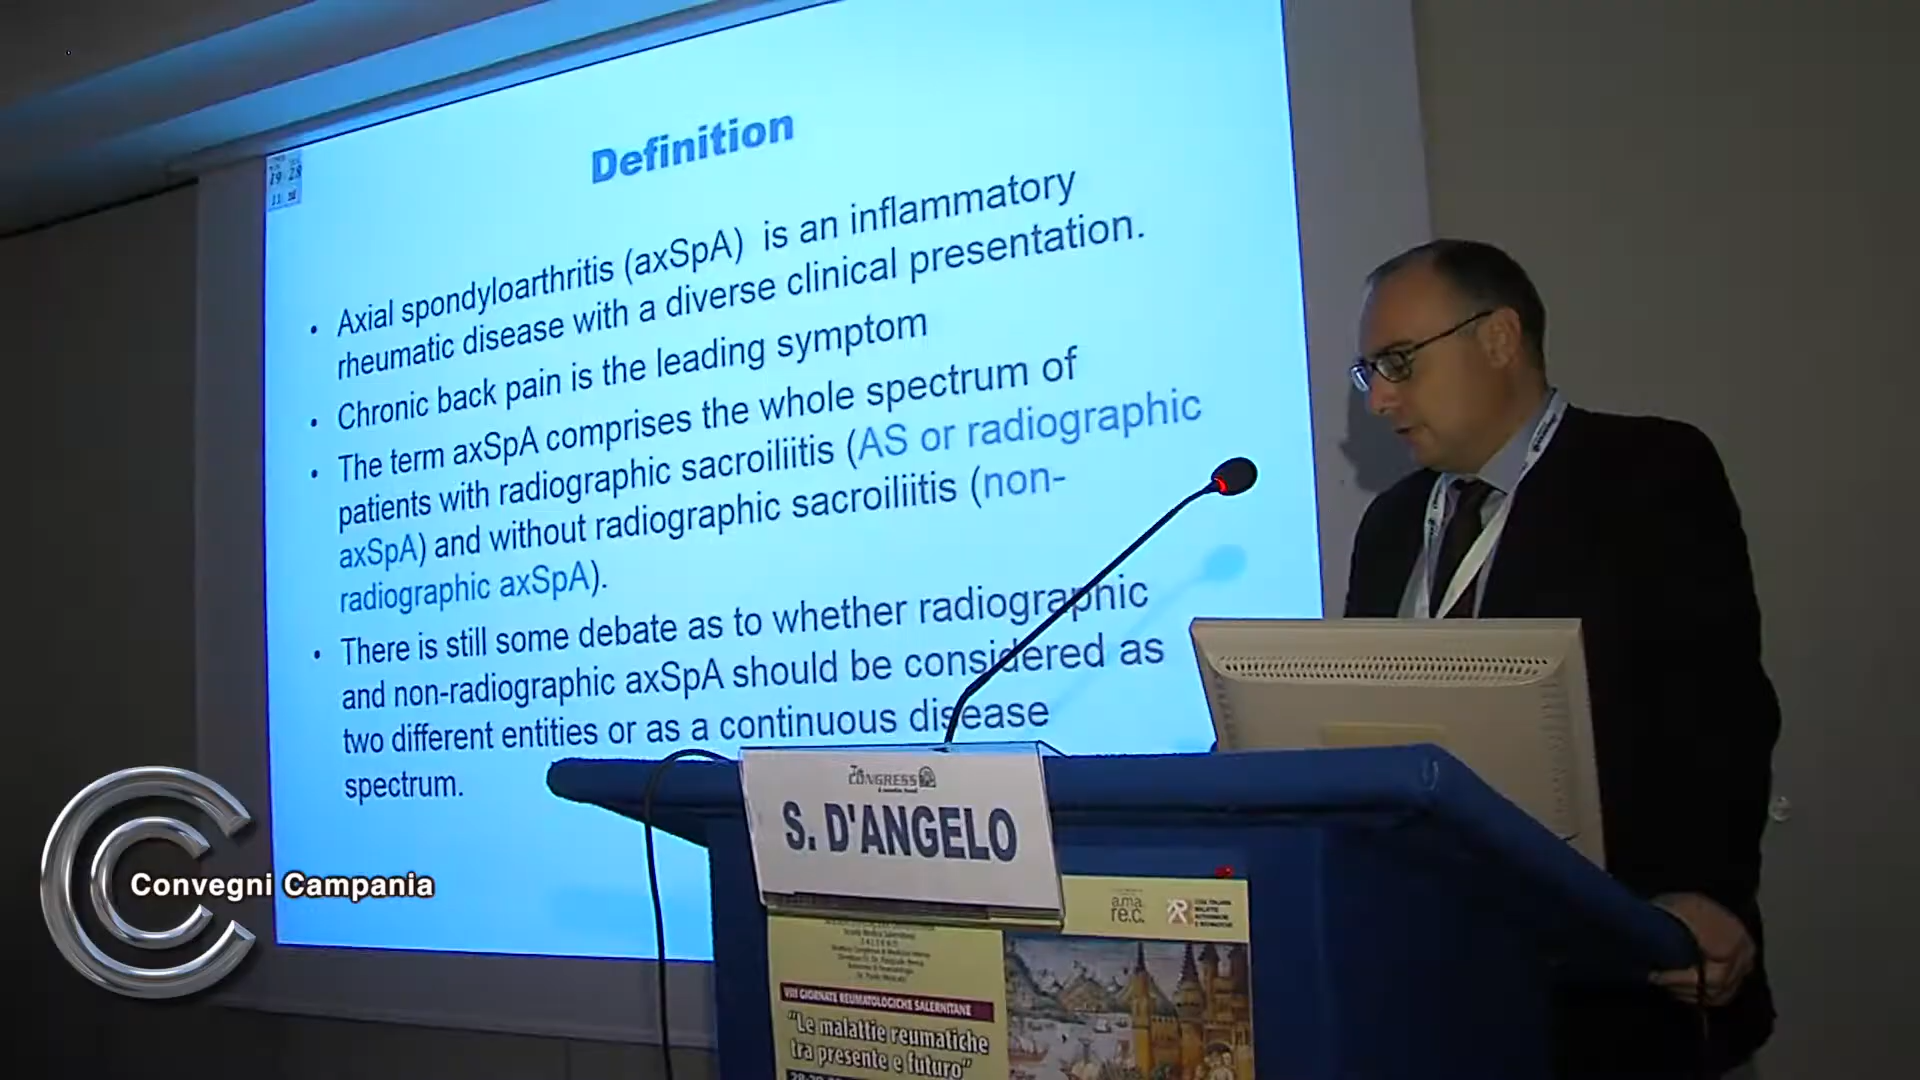 Definition
• Axial spondyloarthritis (axSpA) is an inflammatory
rheumatic disease with a diverse clinical presentation.
• Chronic back pain is the leading symptom
• The term axSpA comprises the whole spectrum of
patients with radiographic sacroiliitis (AS or radiographic
axSpA) and without radiographic sacroiliitis (non-
radiographic axSpA).
• There is still some debate as to whether radiographic
and non-radiographic axSpA should be considered as
two different entities or as a continuous disease
spectrum.
Convegni Campania
CONGRESS
S. D'ANGELO
a.m.a.
re.c.
VIII GIORNATE REUMATOLOGICHE SALERNITANE
"Le malattie reumatiche
tra presente e futuro"